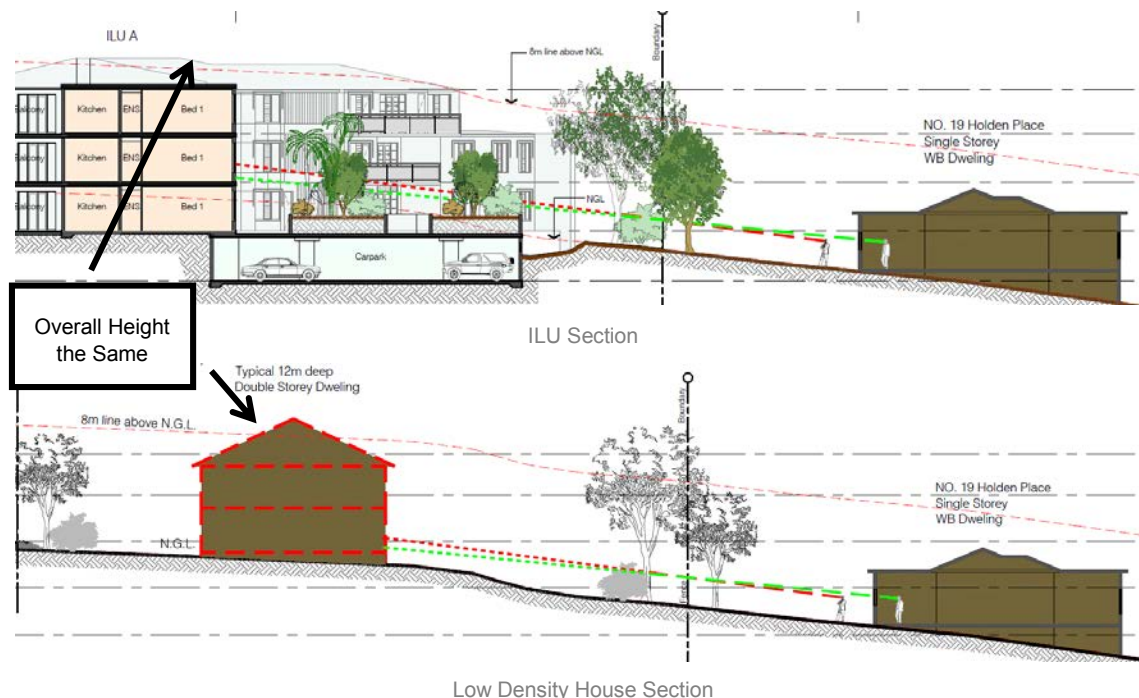 ILU A
8m line above NGL
Boundary
Balcony
Kitchen
ENS
Bed 1
NO. 19 Holden Place
Single Storey
WB Dwelling
Balcony
Kitchen
ENS
Bed 1
Balcony
Kitchen
ENS
Bed 1
NGL
Carpark
Overall Height
the Same
ILU Section
Typical 12m deep
Double Storey Dweling
8m line above N.G.L.
Boundary
NO. 19 Holden Place
Single Storey
WB Dwelling
N.G.L.
Fence
Low Density House Section